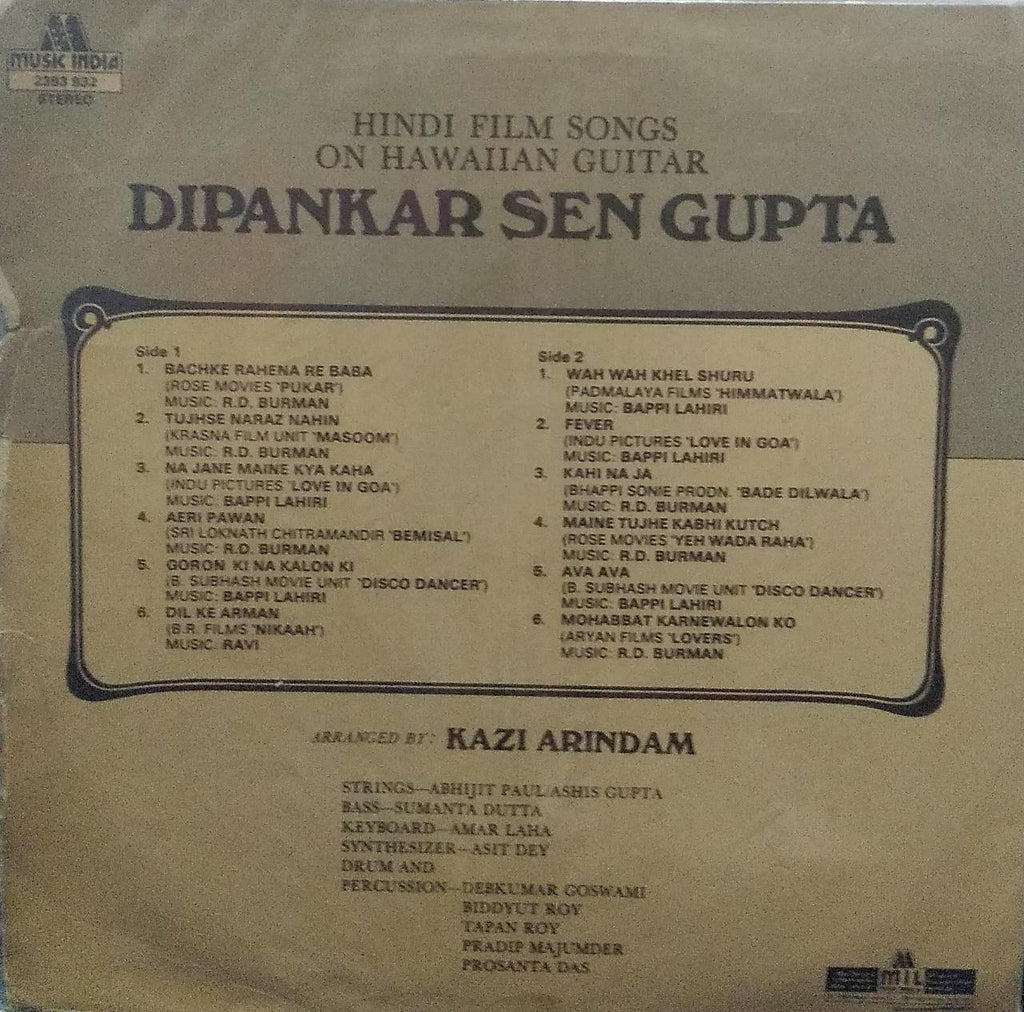 MUSIC INDIA
2393 932
STEREO
HINDI FILM SONGS
ON HAWAIIAN GUITAR
DIPANKAR SEN GUPTA
Side 1
1. BACHKE RAHENA RE BABA
(ROSE MOVIES "PUKAR")
MUSIC: R.D. BURMAN
2. TUJHSE NARAZ NAHIN
(KRASNA FILM UNIT "MASOOM")
MUSIC: R.D. BURMAN
3. NA JANE MAINE KYA KAHA
(INDU PICTURES "LOVE IN GOA")
MUSIC: BAPPI LAHIRI
4. AERI PAWAN
(SRI LOKNATH CHITRAMANDIR "BEMISAL")
MUSIC: R.D. BURMAN
5. GORON KI NA KALON KI
(B. SUBHASH MOVIE UNIT "DISCO DANCER")
MUSIC: BAPPI LAHIRI
6. DIL KE ARMAN
(B.R. FILMS "NIKAAH")
MUSIC: RAVI
Side 2
1. WAH WAH KHEL SHURU
(PADMALAYA FILMS "HIMMATWALA")
MUSIC: BAPPI LAHIRI
2. FEVER
(INDU PICTURES "LOVE IN GOA")
MUSIC: BAPPI LAHIRI
3. KAHI NA JA
(BHAPPI SONIE PRODN. "BADE DILWALA")
MUSIC: R.D. BURMAN
4. MAINE TUJHE KABHI KUTCH
(ROSE MOVIES "YEH WADA RAHA")
MUSIC: R.D. BURMAN
5. AVA AVA
(B. SUBHASH MOVIE UNIT "DISCO DANCER")
MUSIC: BAPPI LAHIRI
6. MOHABBAT KARNEWALON KO
(ARYAN FILMS "LOVERS")
MUSIC: R.D. BURMAN
ARRANGED BY: KAZI ARINDAM
STRINGS—ABHIJIT PAUL/ASHIS GUPTA
BASS—SUMANTA DUTTA
KEYBOARD—AMAR LAHA
SYNTHESIZER—ASIT DEY
DRUM AND
PERCUSSION—DEBKUMAR GOSWAMI
BIDDYUT ROY
TAPAN ROY
PRADIP MAJUMDER
PROSANTA DAS
MIL